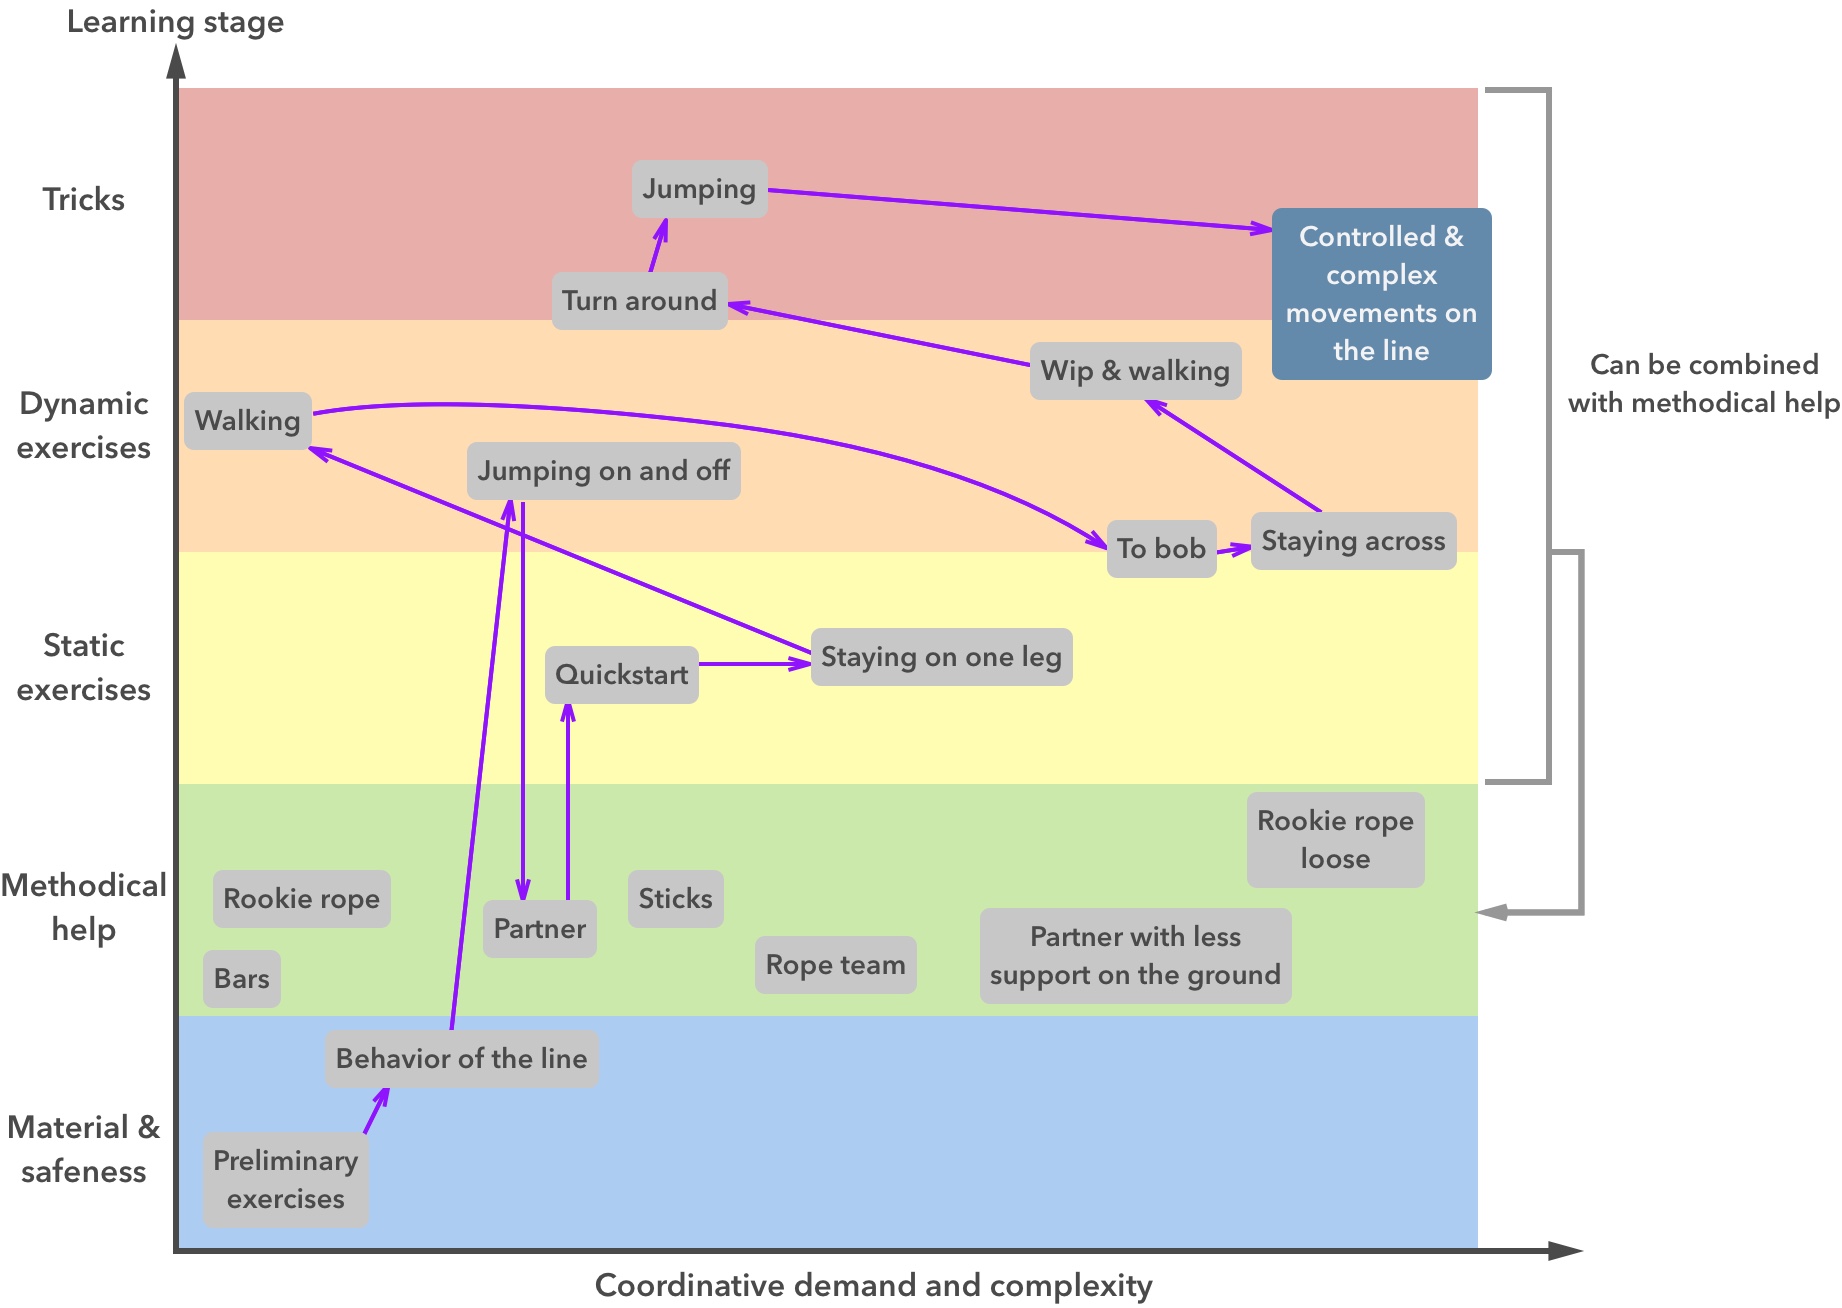 Learning stage
Tricks
Jumping
Turn around
Controlled &
complex
movements on
the line
Can be combined
with methodical help
Dynamic
exercises
Wip & walking
Walking
Jumping on and off
To bob
Staying across
Static
exercises
Quickstart
Staying on one leg
Methodical
help
Rookie rope
loose
Rookie rope
Sticks
Partner
Partner with less
support on the ground
Rope team
Bars
Material &
safeness
Behavior of the line
Preliminary
exercises
Coordinative demand and complexity